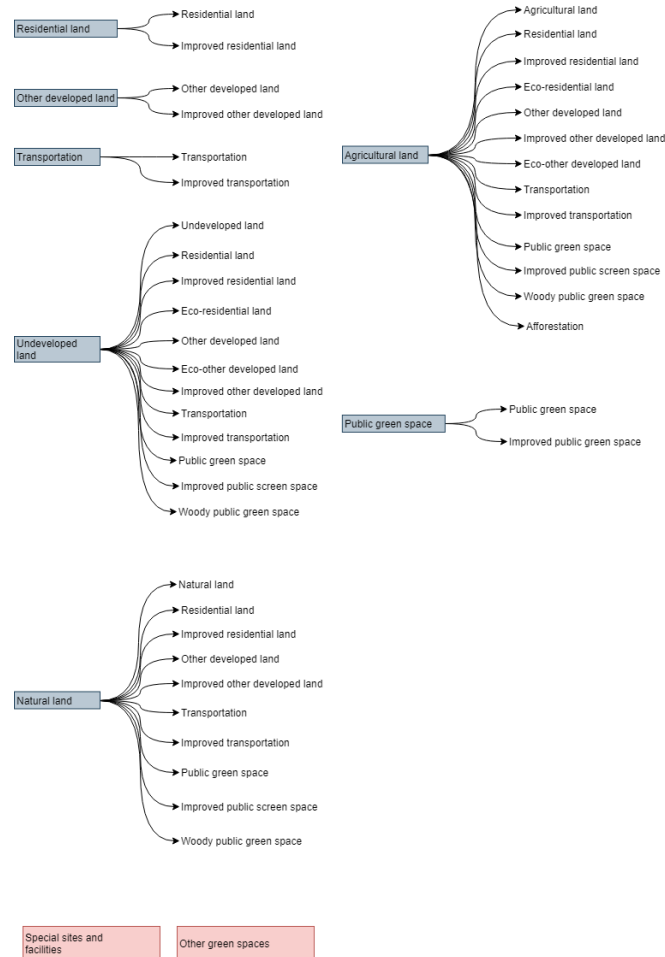 Residential land
Residential land
Improved residential land
Other developed land
Other developed land
Improved other developed land
Transportation
Transportation
Improved transportation
Undeveloped
land
Undeveloped land
Residential land
Improved residential land
Eco-residential land
Other developed land
Eco-other developed land
Improved other developed land
Transportation
Improved transportation
Public green space
Improved public screen space
Woody public green space
Natural land
Natural land
Residential land
Improved residential land
Other developed land
Improved other developed land
Transportation
Improved transportation
Public green space
Improved public screen space
Woody public green space
Agricultural land
Agricultural land
Residential land
Improved residential land
Eco-residential land
Other developed land
Improved other developed land
Eco-other developed land
Transportation
Improved transportation
Public green space
Improved public screen space
Woody public green space
Afforestation
Public green space
Public green space
Improved public green space
Special sites and
facilities
Other green spaces